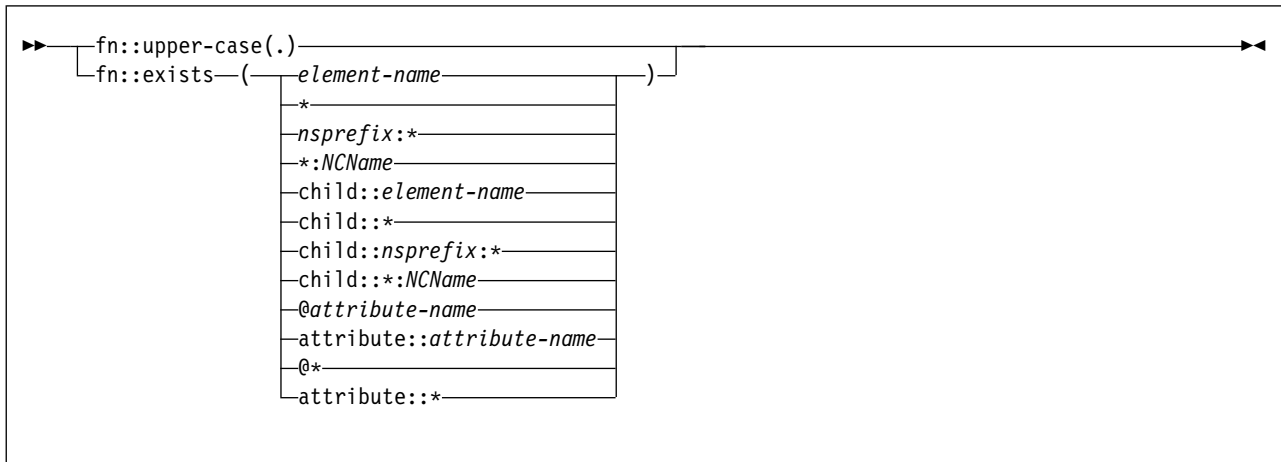 fn::upper-case(.)
fn::exists ( element-name )
*
nsprefix:*
*:NCName
child::element-name
child::*
child::nsprefix:*
child::*:NCName
@attribute-name
attribute::attribute-name
@*
attribute::*